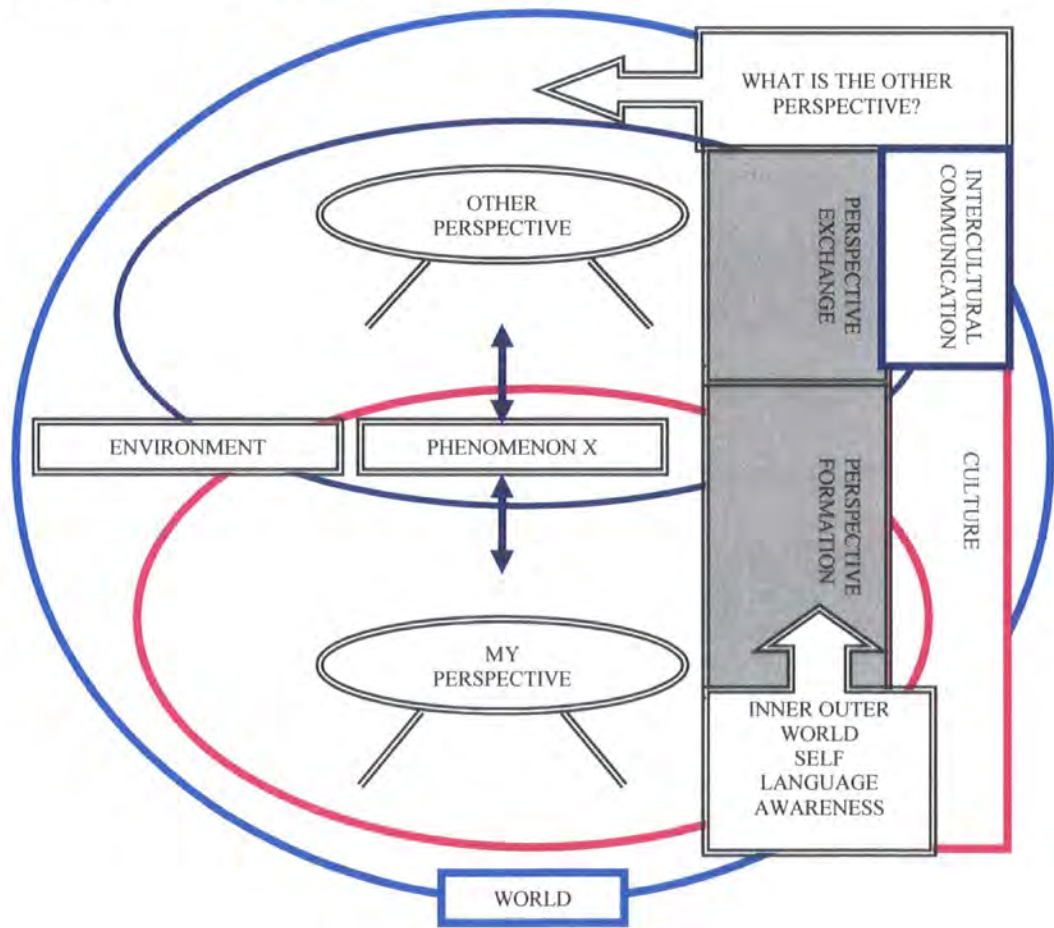 WHAT IS THE OTHER
PERSPECTIVE?
OTHER
PERSPECTIVE
PERSPECTIVE
EXCHANGE
INTERCULTURAL
COMMUNICATION
ENVIRONMENT
PHENOMENON X
PERSPECTIVE
FORMATION
CULTURE
MY
PERSPECTIVE
INNER OUTER
WORLD
SELF
LANGUAGE
AWARENESS
WORLD